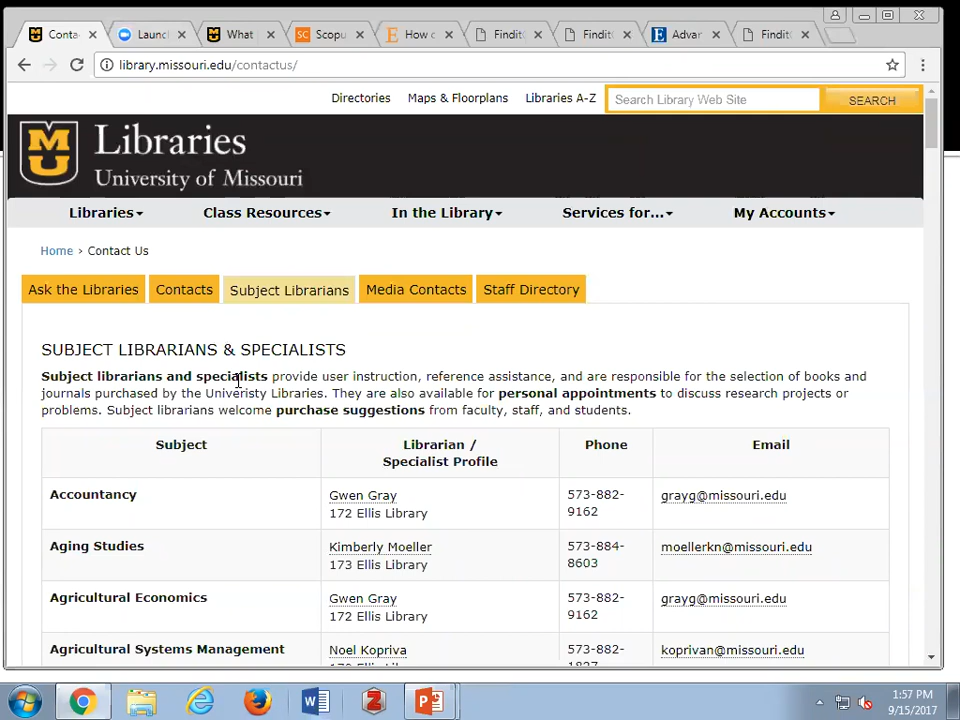 Conta
Launc
What
Scopu
How c
Findit
Findit
Advar
Findit
library.missouri.edu/contactus/
Directories Maps & Floorplans Libraries A-Z Search Library Web Site SEARCH
Libraries
University of Missouri
Libraries Class Resources In the Library Services for... My Accounts
Home › Contact Us
Ask the Libraries Contacts Subject Librarians Media Contacts Staff Directory
SUBJECT LIBRARIANS & SPECIALISTS
Subject librarians and specialists provide user instruction, reference assistance, and are responsible for the selection of books and
journals purchased by the Univeristy Libraries. They are also available for personal appointments to discuss research projects or
problems. Subject librarians welcome purchase suggestions from faculty, staff, and students.
Subject Librarian / Phone Email
Specialist Profile
Accountancy Gwen Gray 573-882- grayg@missouri.edu
172 Ellis Library 9162
Aging Studies Kimberly Moeller 573-884- moellerkn@missouri.edu
173 Ellis Library 8603
Agricultural Economics Gwen Gray 573-882- grayg@missouri.edu
172 Ellis Library 9162
Agricultural Systems Management Noel Kopriva 573-882- koprivan@missouri.edu
1:57 PM
9/15/2017